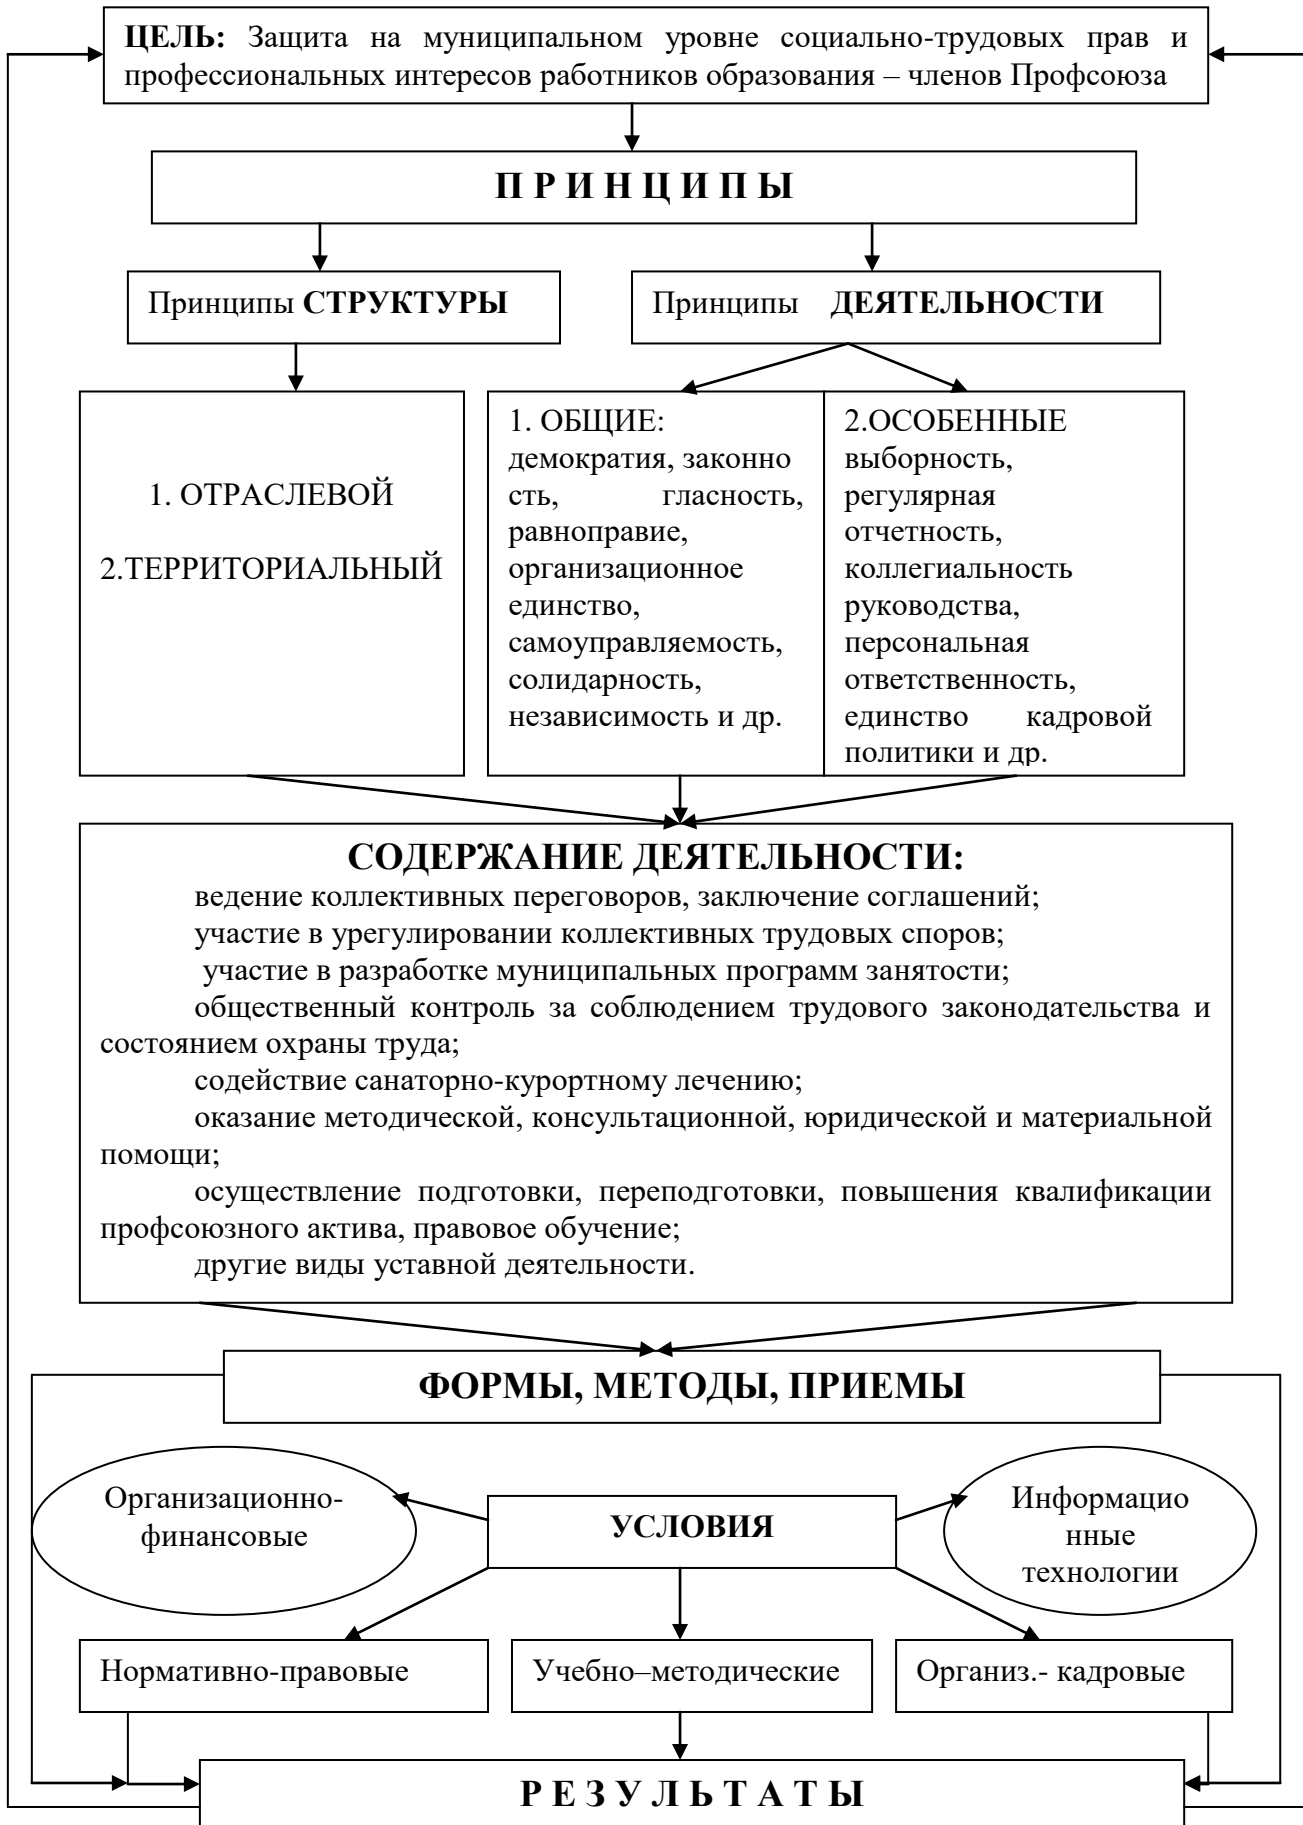 ЦЕЛЬ: Защита на муниципальном уровне социально-трудовых прав и
профессиональных интересов работников образования – членов Профсоюза
П Р И Н Ц И П Ы
Принципы СТРУКТУРЫ
Принципы ДЕЯТЕЛЬНОСТИ
1. ОТРАСЛЕВОЙ
2.ТЕРРИТОРИАЛЬНЫЙ
1. ОБЩИЕ:
демократия, законно
сть, гласность,
равноправие,
организационное
единство,
самоуправляемость,
солидарность,
независимость и др.
2.ОСОБЕННЫЕ
выборность,
регулярная
отчетность,
коллегиальность
руководства,
персональная
ответственность,
единство кадровой
политики и др.
СОДЕРЖАНИЕ ДЕЯТЕЛЬНОСТИ:
ведение коллективных переговоров, заключение соглашений;
участие в урегулировании коллективных трудовых споров;
участие в разработке муниципальных программ занятости;
общественный контроль за соблюдением трудового законодательства и
состоянием охраны труда;
содействие санаторно-курортному лечению;
оказание методической, консультационной, юридической и материальной
помощи;
осуществление подготовки, переподготовки, повышения квалификации
профсоюзного актива, правовое обучение;
другие виды уставной деятельности.
ФОРМЫ, МЕТОДЫ, ПРИЕМЫ
Организационно-
финансовые
УСЛОВИЯ
Информацио
нные
технологии
Нормативно-правовые
Учебно–методические
Организ.- кадровые
Р Е З У Л Ь Т А Т Ы